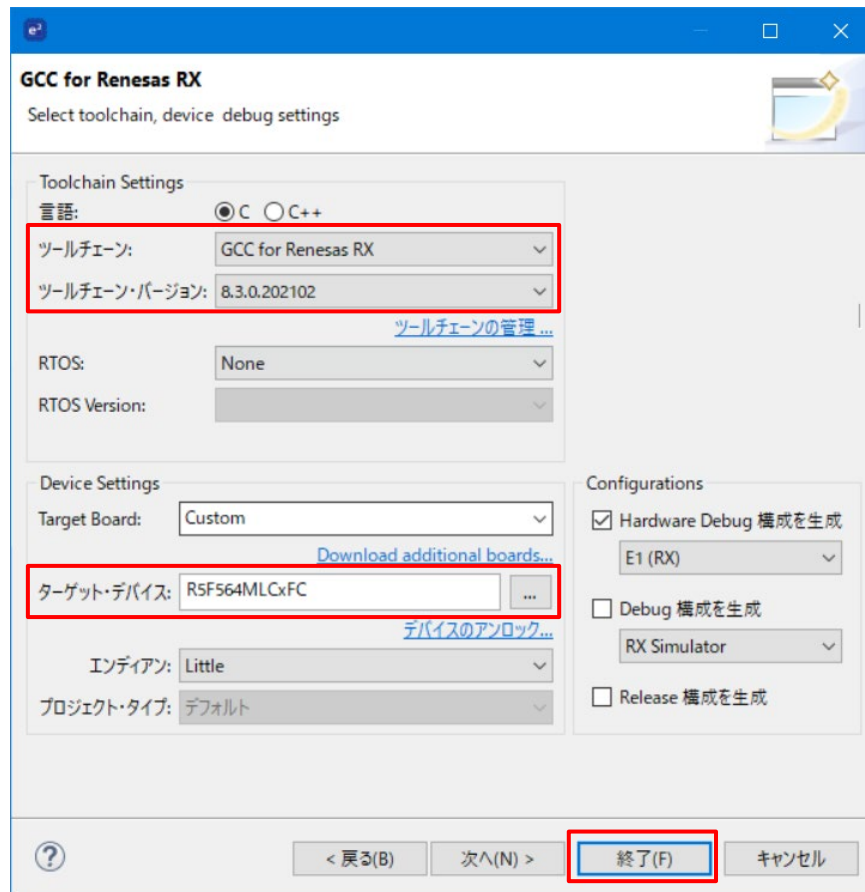 e²
GCC for Renesas RX
Select toolchain, device debug settings
Toolchain Settings
言語: C C++
ツールチェーン: GCC for Renesas RX
ツールチェーン・バージョン: 8.3.0.202102
ツールチェーンの管理 ...
RTOS: None
RTOS Version:
Device Settings
Target Board: Custom
Download additional boards...
ターゲット・デバイス: R5F564MLCxFC ...
デバイスのアンロック...
エンディアン: Little
プロジェクト・タイプ: デフォルト
Configurations
Hardware Debug 構成を生成
E1 (RX)
Debug 構成を生成
RX Simulator
Release 構成を生成
? < 戻る(B) 次へ(N) > 終了(F) キャンセル